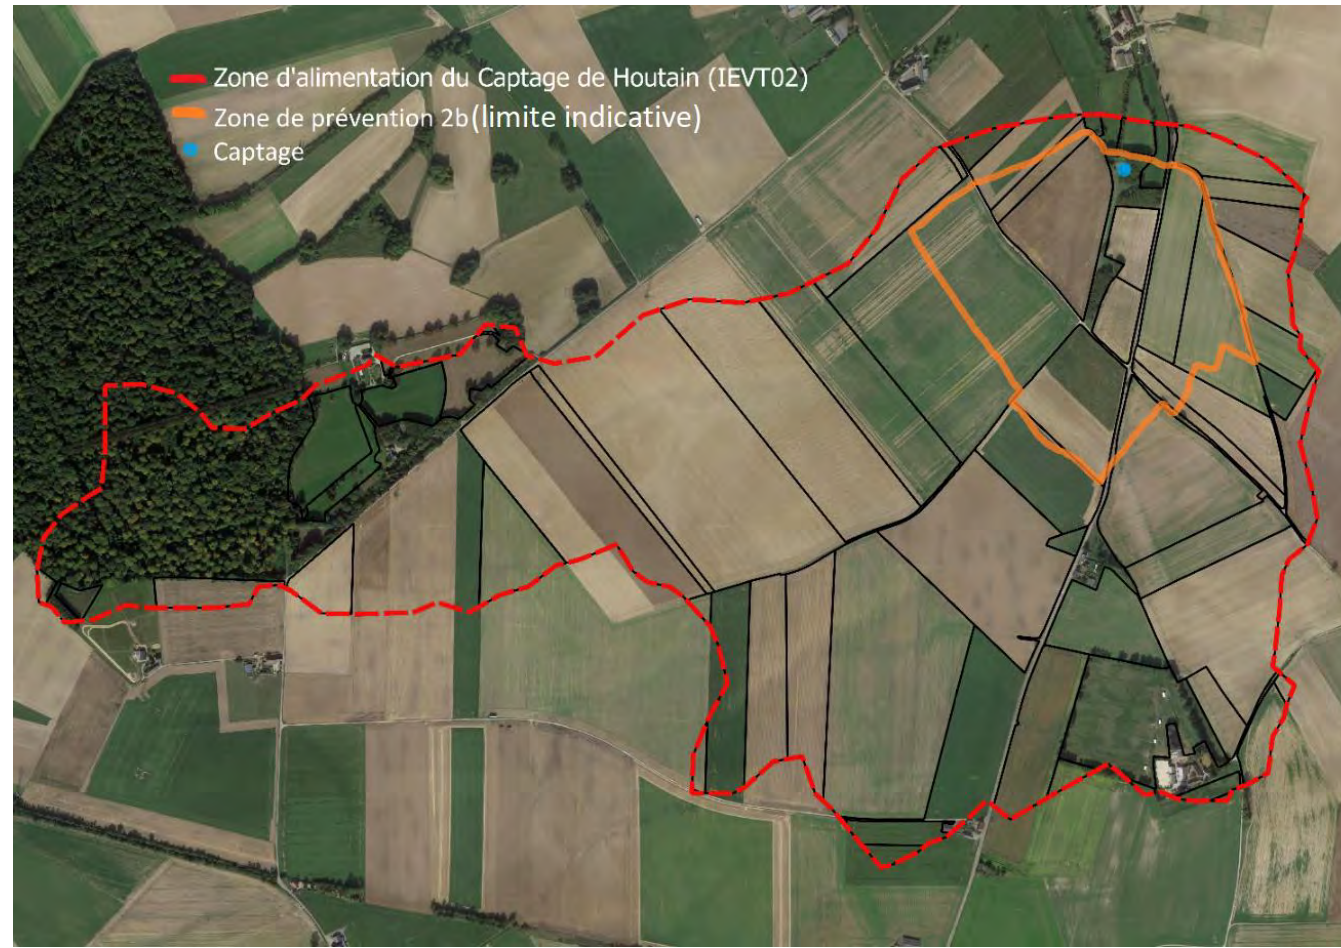 Zone d'alimentation du Captage de Houtain (IEVT02)
Zone de prévention 2b(limite indicative)
Captage